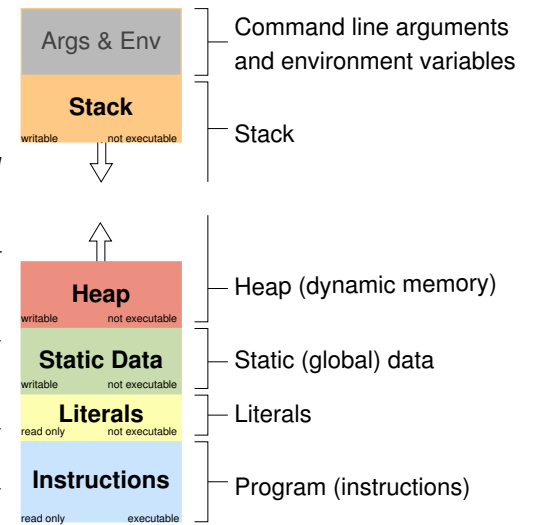 Args & Env
Command line arguments
and environment variables
Stack
writable not executable
Stack
Heap
writable not executable
Heap (dynamic memory)
Static Data
writable not executable
Static (global) data
Literals
read only not executable
Literals
Instructions
read only executable
Program (instructions)